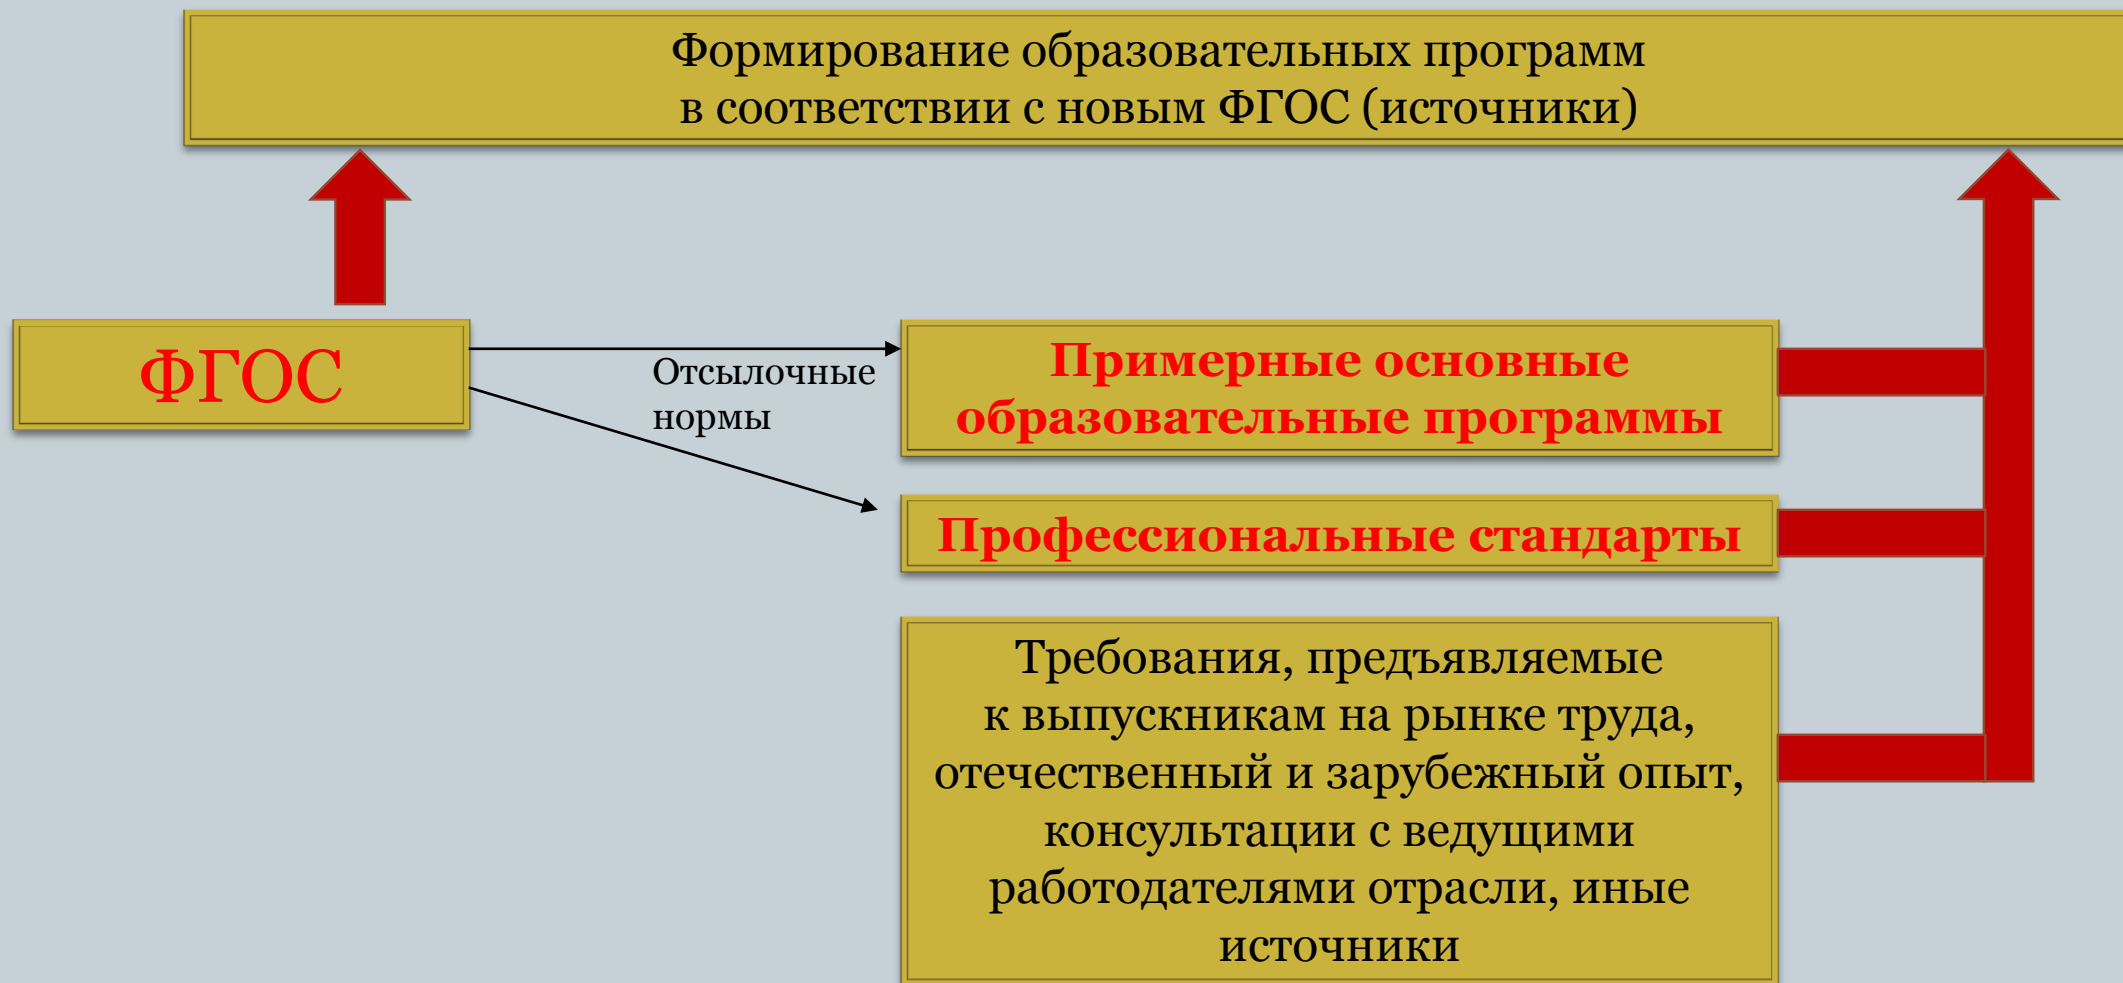 Формирование образовательных программ
в соответствии с новым ФГОС (источники)
ФГОС
Отсылочные
нормы
Примерные основные
образовательные программы
Профессиональные стандарты
Требования, предъявляемые
к выпускникам на рынке труда,
отечественный и зарубежный опыт,
консультации с ведущими
работодателями отрасли, иные
источники